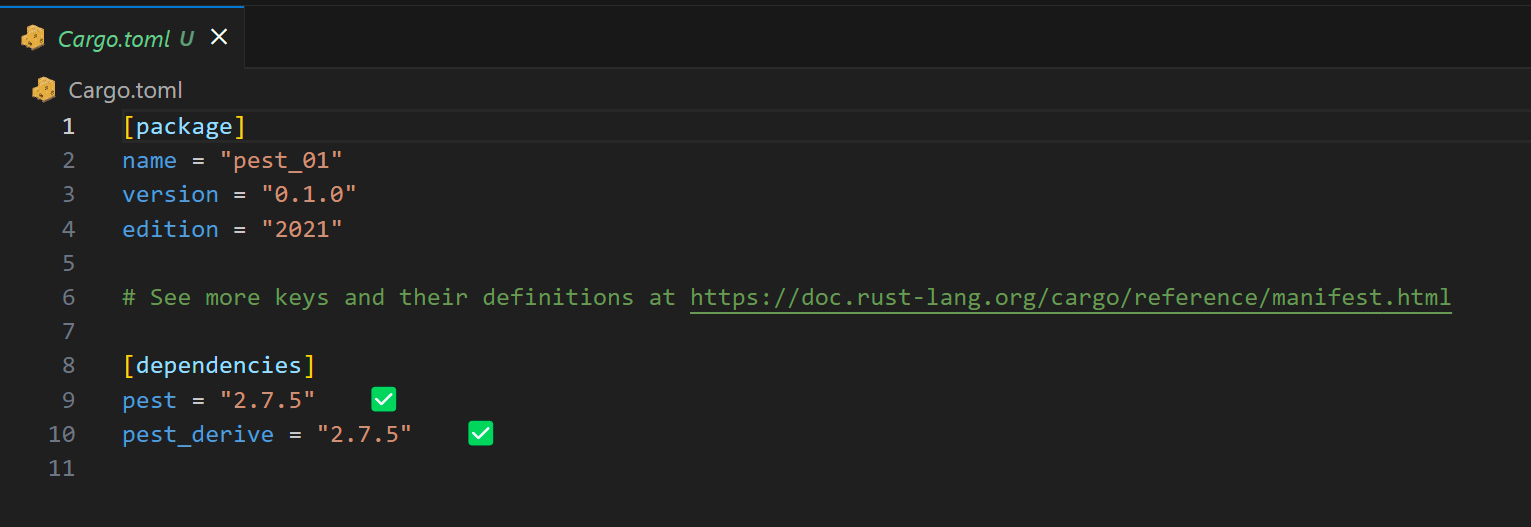 Cargo.toml U
Cargo.toml
1 [package]
2 name = "pest_01"
3 version = "0.1.0"
4 edition = "2021"
5
6 # See more keys and their definitions at https://doc.rust-lang.org/cargo/reference/manifest.html
7
8 [dependencies]
9 pest = "2.7.5" ✅
10 pest_derive = "2.7.5" ✅
11